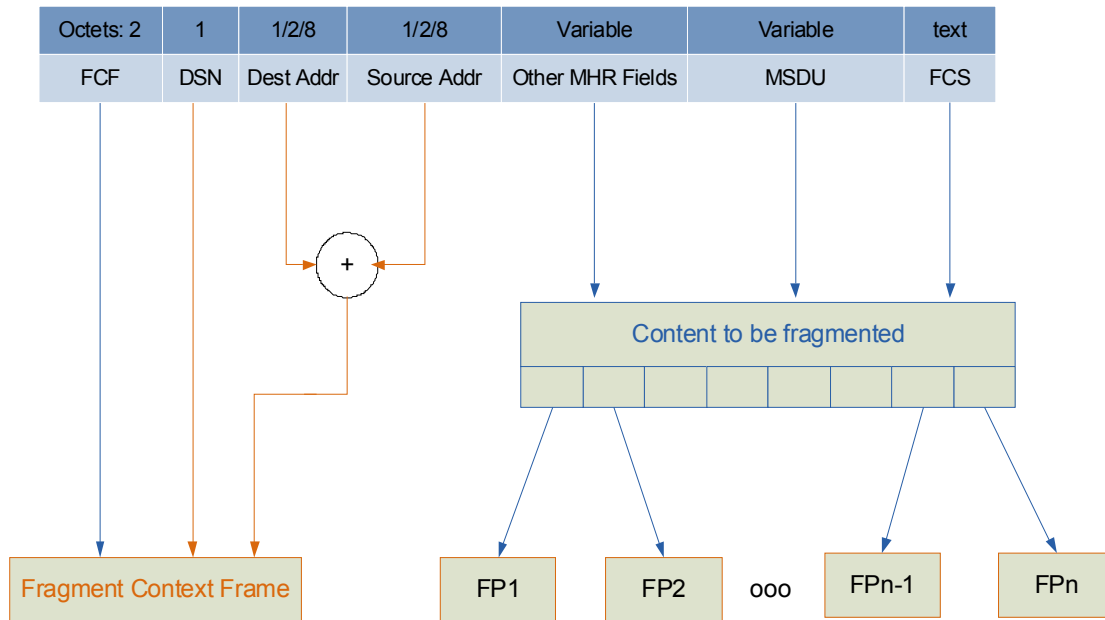 Octets: 2 1 1/2/8 1/2/8 Variable Variable text
FCF DSN Dest Addr Source Addr Other MHR Fields MSDU FCS
+
Content to be fragmented
Fragment Context Frame FP1 FP2 ooo FPn-1 FPn